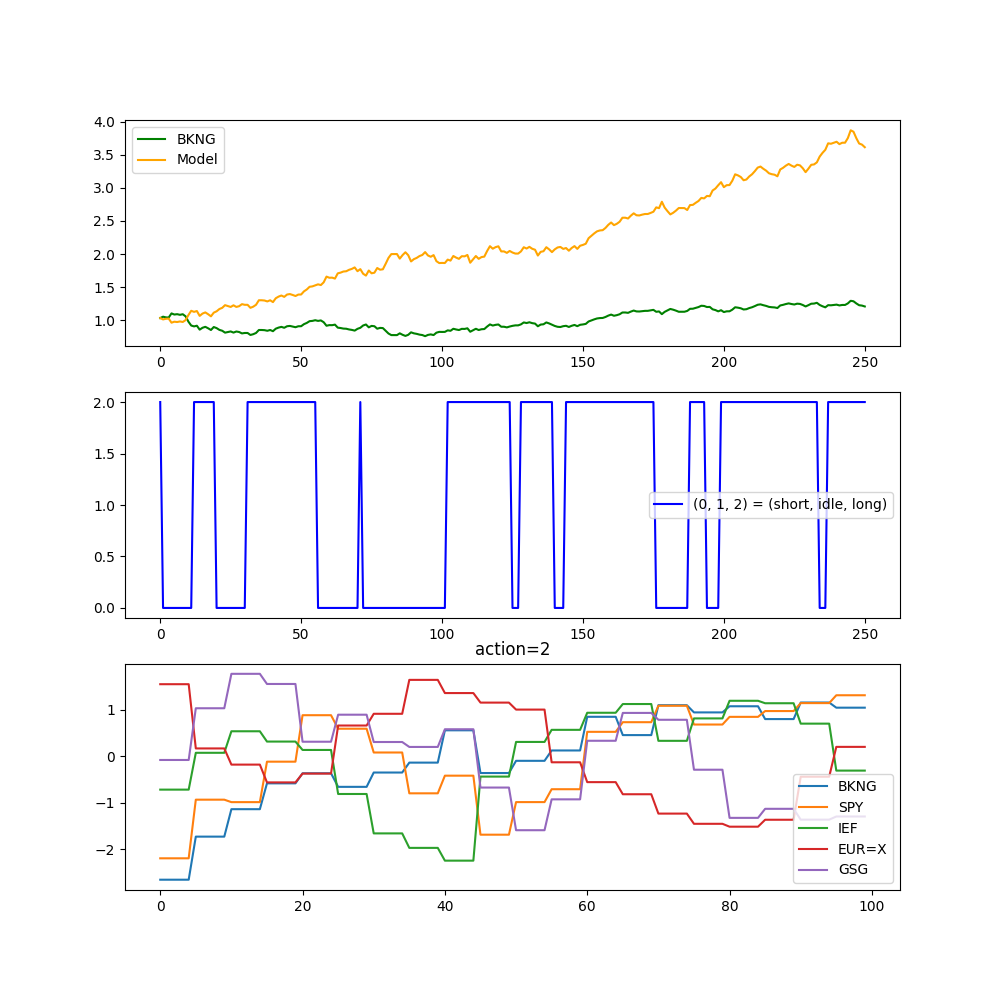 4.0
3.5
3.0
2.5
2.0
1.5
1.0
BKNG
Model
0 50 100 150 200 250
2.0
1.5
1.0
0.5
0.0
(0, 1, 2) = (short, idle, long)
0 50 100 150 200 250
action=2
1
0
−1
−2
BKNG
SPY
IEF
EUR=X
GSG
0 20 40 60 80 100